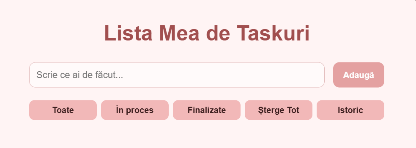 Lista Mea de Taskuri
Scrie ce ai de făcut... Adaugă
Toate În proces Finalizate Șterge Tot Istoric